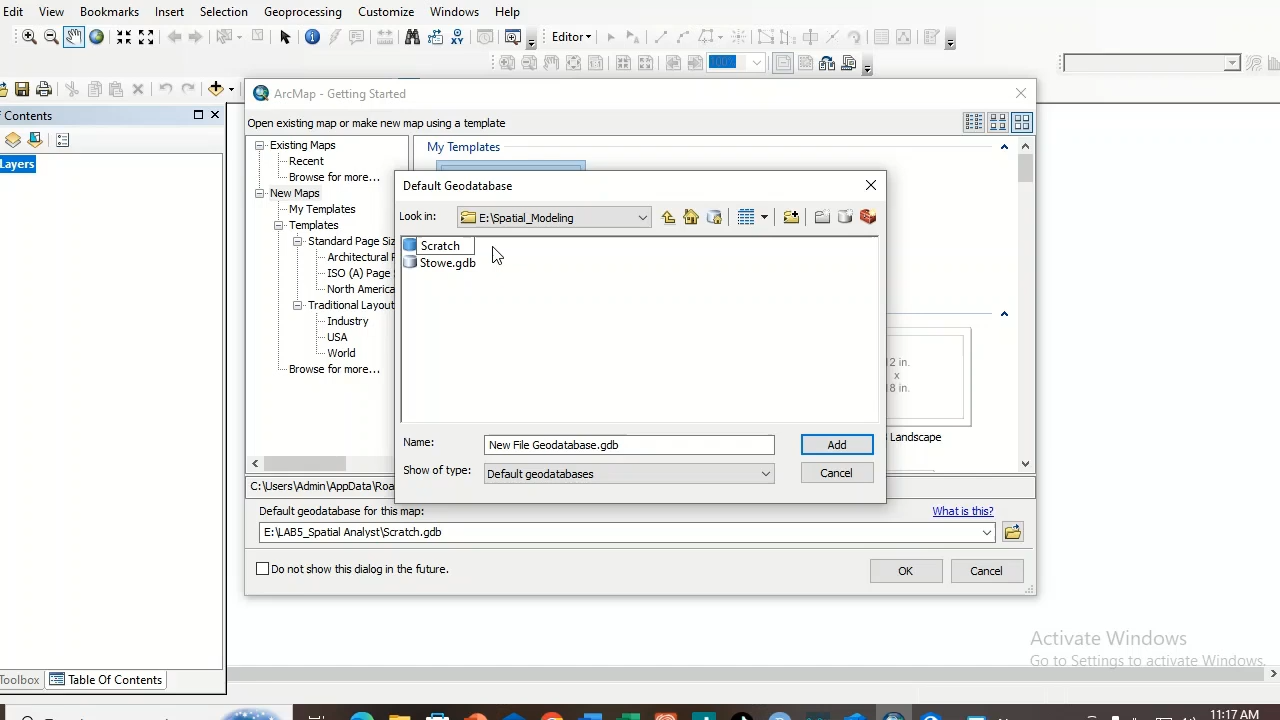 Edit View Bookmarks Insert Selection Geoprocessing Customize Windows Help
Editor
100%
Contents
Layers
ArcMap - Getting Started
Open existing map or make new map using a template
Existing Maps
Recent
Browse for more...
New Maps
My Templates
Templates
Standard Page Siz
Architectural
ISO (A) Page
North America
Traditional Layout
Industry
USA
World
Browse for more...
My Templates
Default Geodatabase
Look in: E:\Spatial_Modeling
Scratch
Stowe.gdb
Name: New File Geodatabase.gdb Add
Show of type: Default geodatabases Cancel
2 in.
x
8 in.
Landscape
C:\Users\Admin\AppData\Roa
Default geodatabase for this map: What is this?
E:\LAB5_Spatial Analyst\Scratch.gdb
Do not show this dialog in the future.
OK Cancel
Activate Windows
Go to Settings to activate Windows.
Toolbox Table Of Contents
11:17 AM